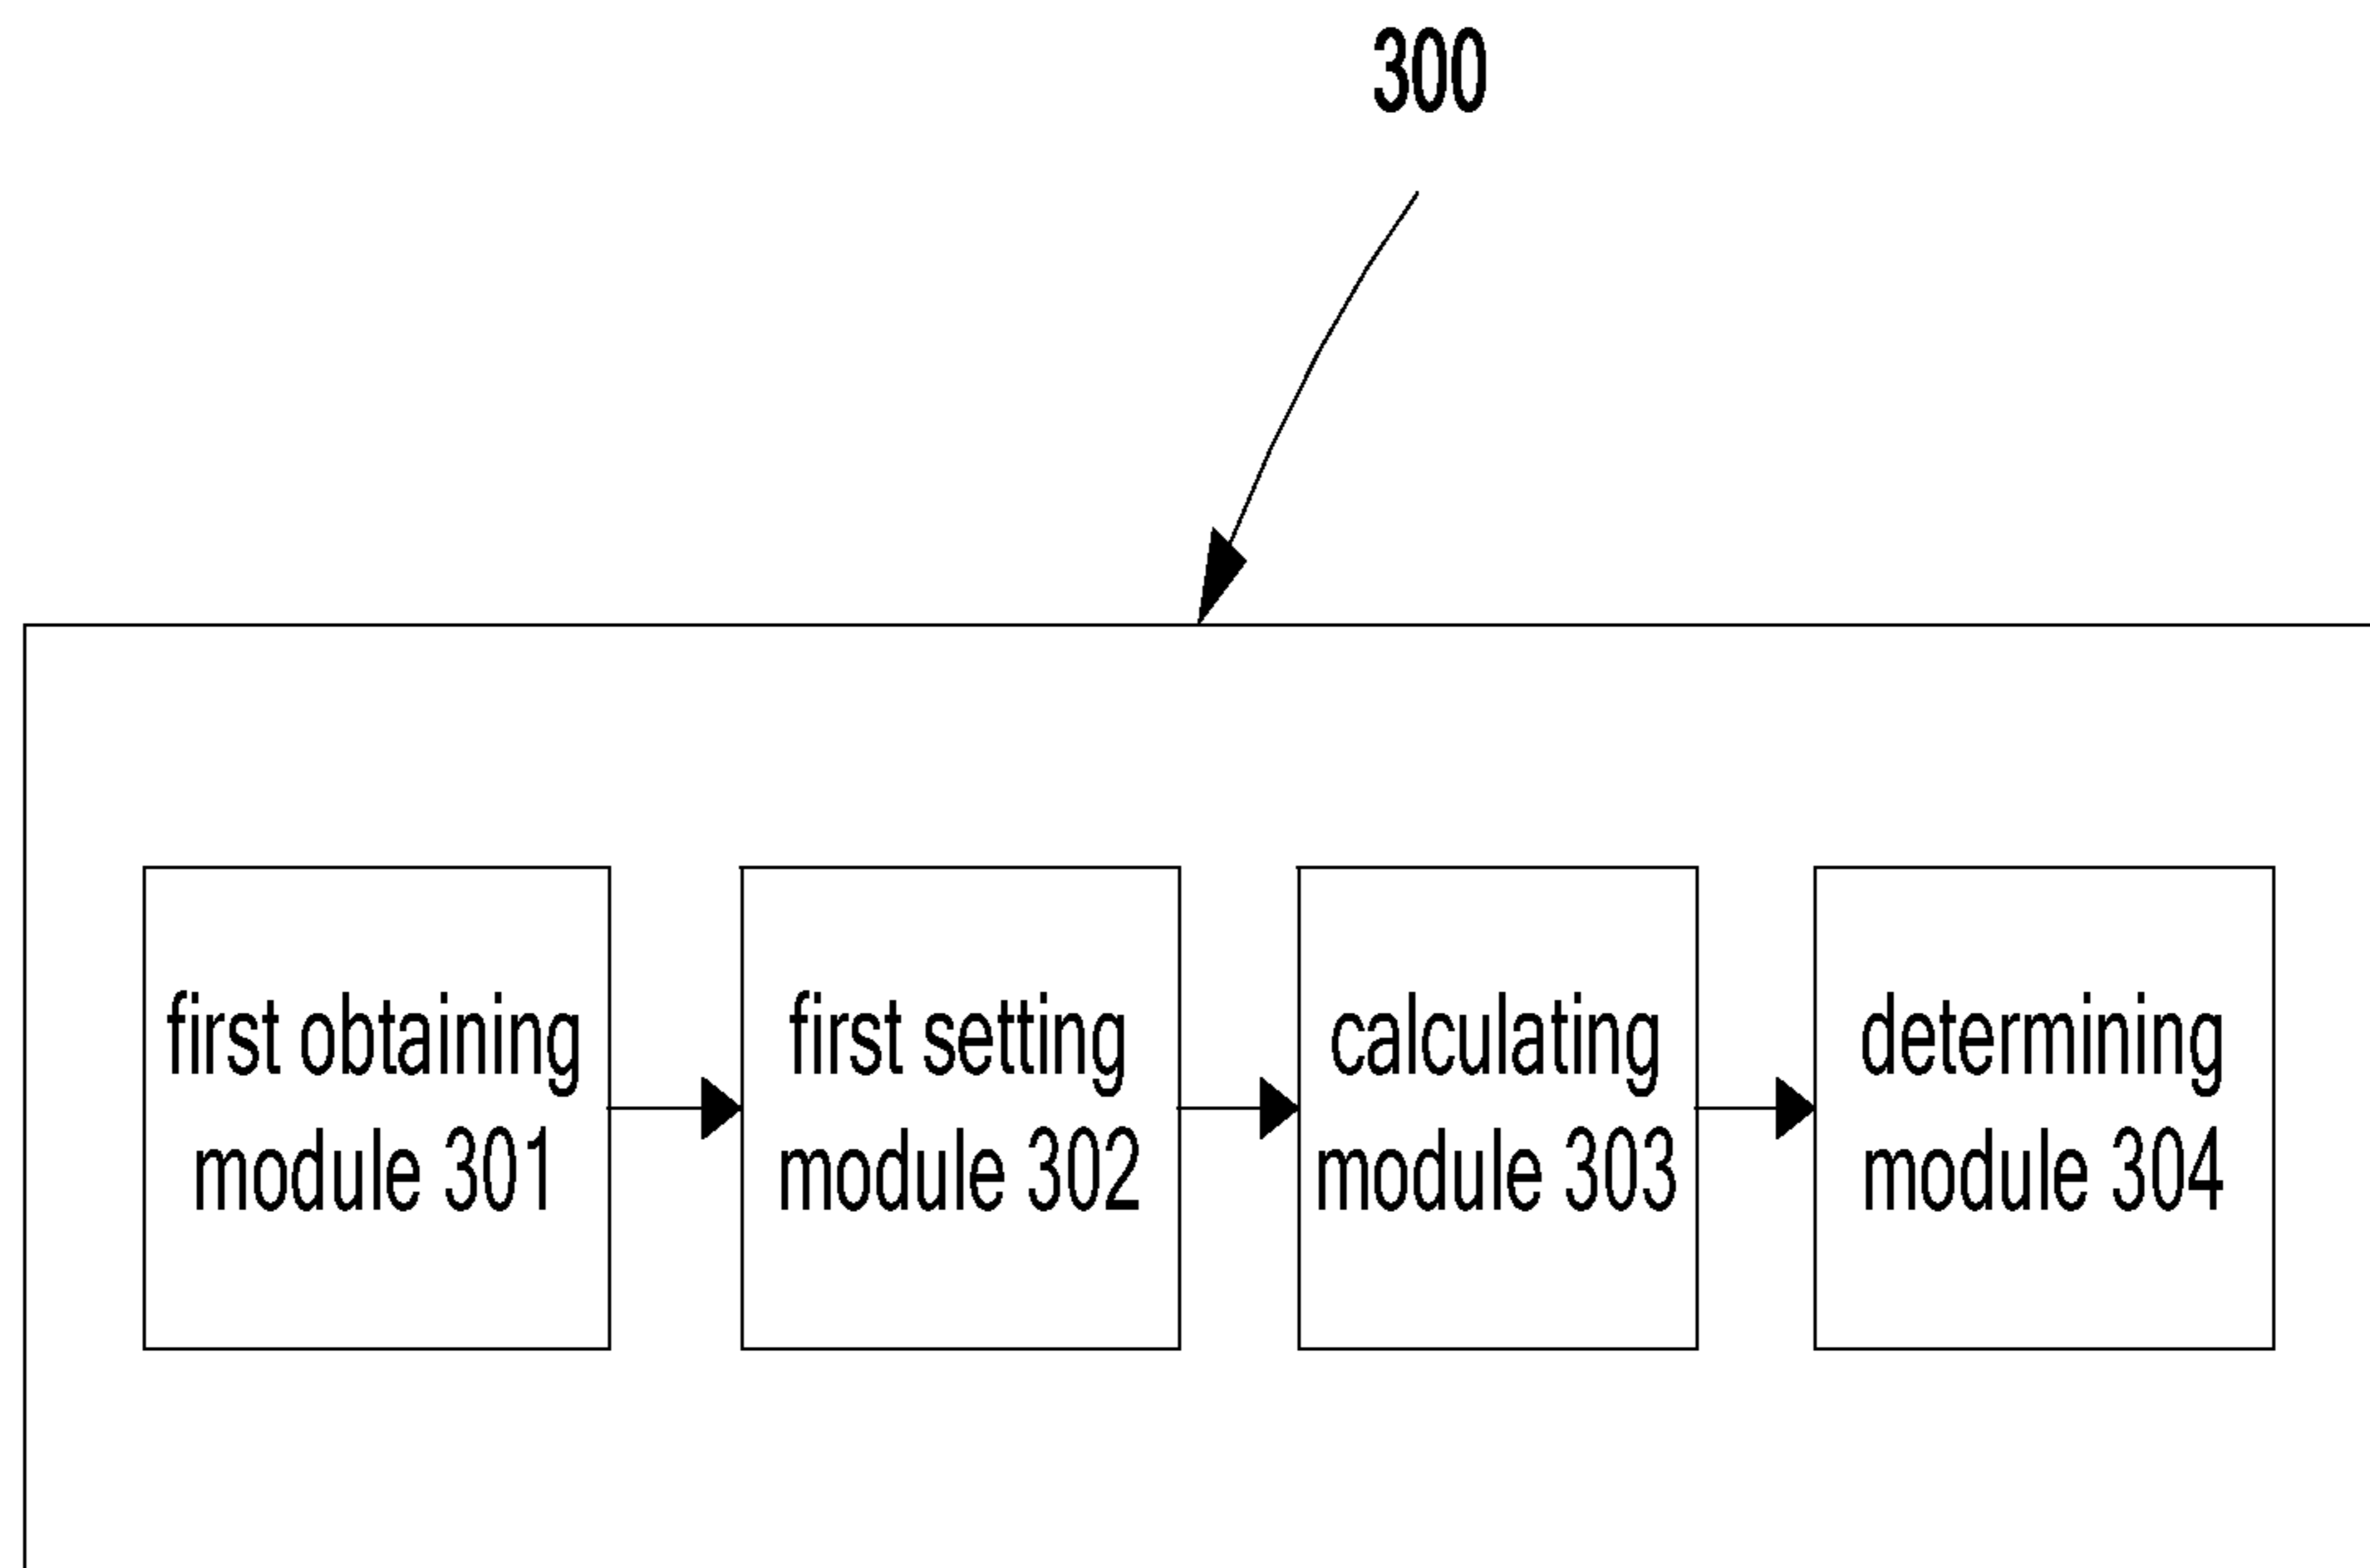 300
first obtaining
module 301
first setting
module 302
calculating
module 303
determining
module 304